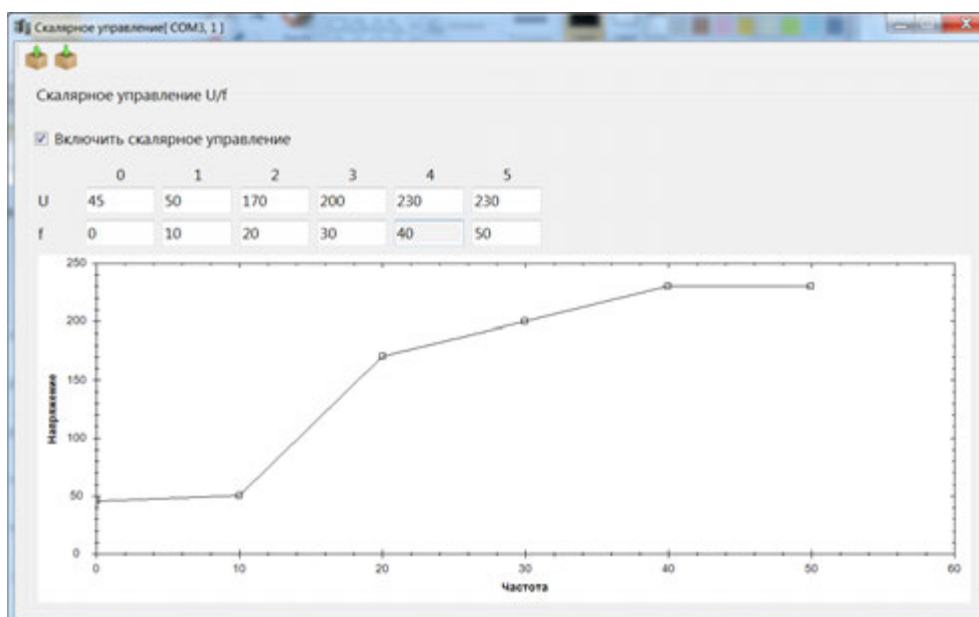 Скалярное управление[ COM3, 1 ]
Скалярное управление U/f
Включить скалярное управление
0 1 2 3 4 5
U 45 50 170 200 230 230
f 0 10 20 30 40 50
250
200
150
100
50
0
Напряжение
0 10 20 30 40 50 60
Частота